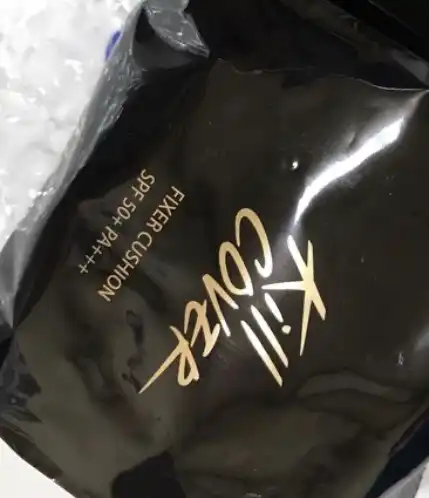 Kill
COVER
FIXER CUSHION
SPF 50+ PA+++